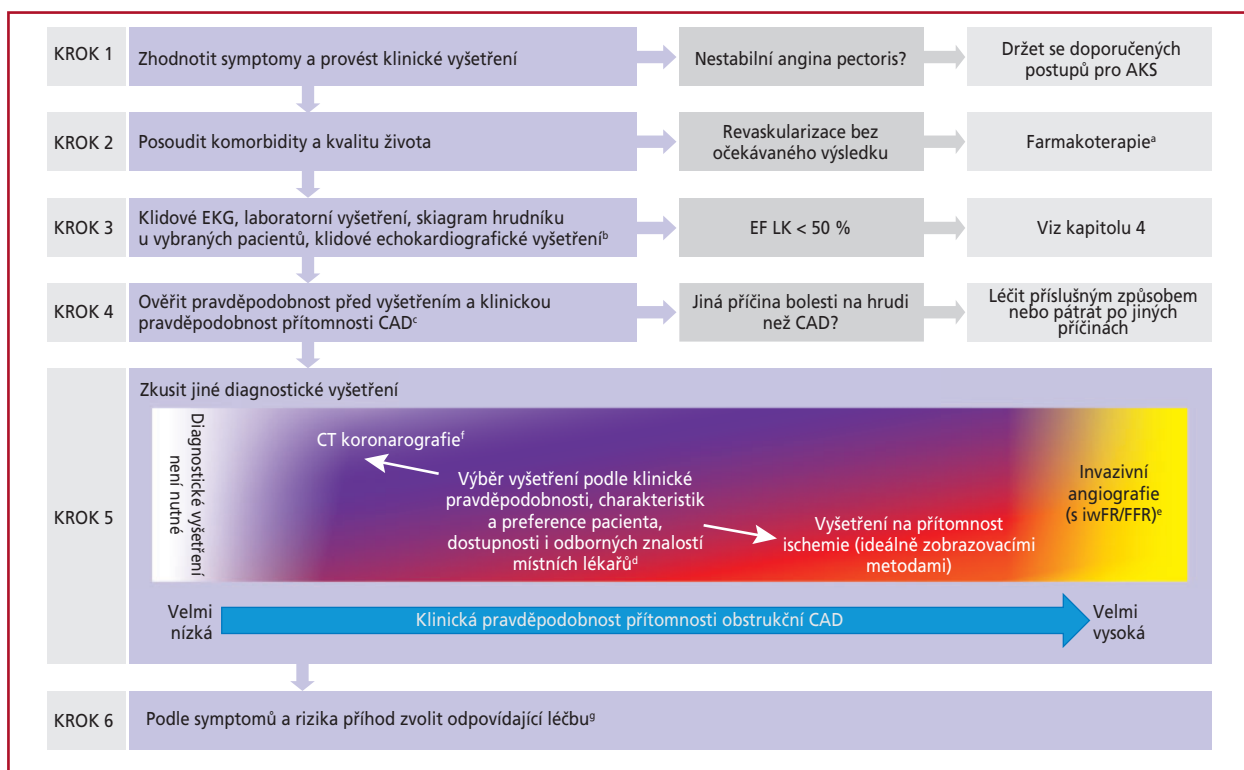 KROK 1
Zhodnotit symptomy a provést klinické vyšetření
Nestabilní angina pectoris?
Držet se doporučených
postupů pro AKS
KROK 2
Posoudit komorbidity a kvalitu života
Revaskularizace bez
očekávaného výsledku
Farmakoterapieᵃ
KROK 3
Klidové EKG, laboratorní vyšetření, skiagram hrudníku
u vybraných pacientů, klidové echokardiografické vyšetřeníᵇ
EF LK < 50 %
Viz kapitolu 4
KROK 4
Ověřit pravděpodobnost před vyšetřením a klinickou
pravděpodobnost přítomnosti CADᶜ
Jiná příčina bolesti na hrudi
než CAD?
Léčit příslušným způsobem
nebo pátrát po jiných
příčinách
KROK 5
Zkusit jiné diagnostické vyšetření
Diagnostické vyšetření
není nutné
CT koronarografieᶠ
Výběr vyšetření podle klinické
pravděpodobnosti, charakteristik
a preference pacienta,
dostupnosti i odborných znalostí
místních lékařůᵈ
Vyšetření na přítomnost
ischemie (ideálně zobrazovacími
metodami)
Invazivní
angiografie
(s iwFR/FFR)ᵉ
Velmi
nízká
Klinická pravděpodobnost přítomnosti obstrukční CAD
Velmi
vysoká
KROK 6
Podle symptomů a rizika příhod zvolit odpovídající léčbuᵍ